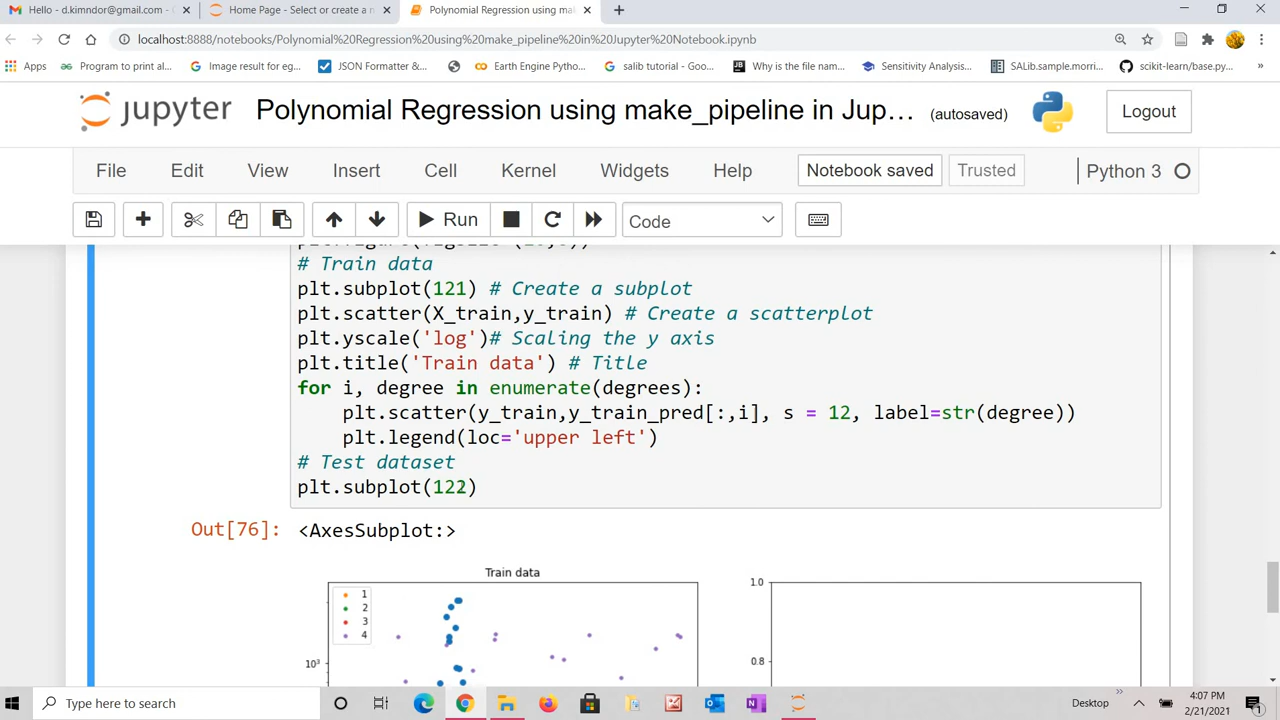 Hello - d.kimndor@gmail.com -
Home Page - Select or create a n
Polynomial Regression using mak
localhost:8888/notebooks/Polynomial%20Regression%20using%20make_pipeline%20in%20Jupyter%20Notebook.ipynb
Apps
Program to print al...
Image result for eg...
JSON Formatter &...
Earth Engine Pytho...
salib tutorial - Goo...
Why is the file nam...
Sensitivity Analysis...
SALib.sample.morri...
scikit-learn/base.py...
»
jupyter
Polynomial Regression using make_pipeline in Jup... (autosaved)
Logout
File Edit View Insert Cell Kernel Widgets Help
Notebook saved
Trusted
Python 3
Run
Code
# Train data
plt.subplot(121) # Create a subplot
plt.scatter(X_train,y_train) # Create a scatterplot
plt.yscale('log')# Scaling the y axis
plt.title('Train data') # Title
for i, degree in enumerate(degrees):
    plt.scatter(y_train,y_train_pred[:,i], s = 12, label=str(degree))
    plt.legend(loc='upper left')
# Test dataset
plt.subplot(122)
Out[76]: <AxesSubplot:>
Train data
1
2
3
4
10³
1.0
0.8
Type here to search
Desktop
»
4:07 PM
2/21/2021
1